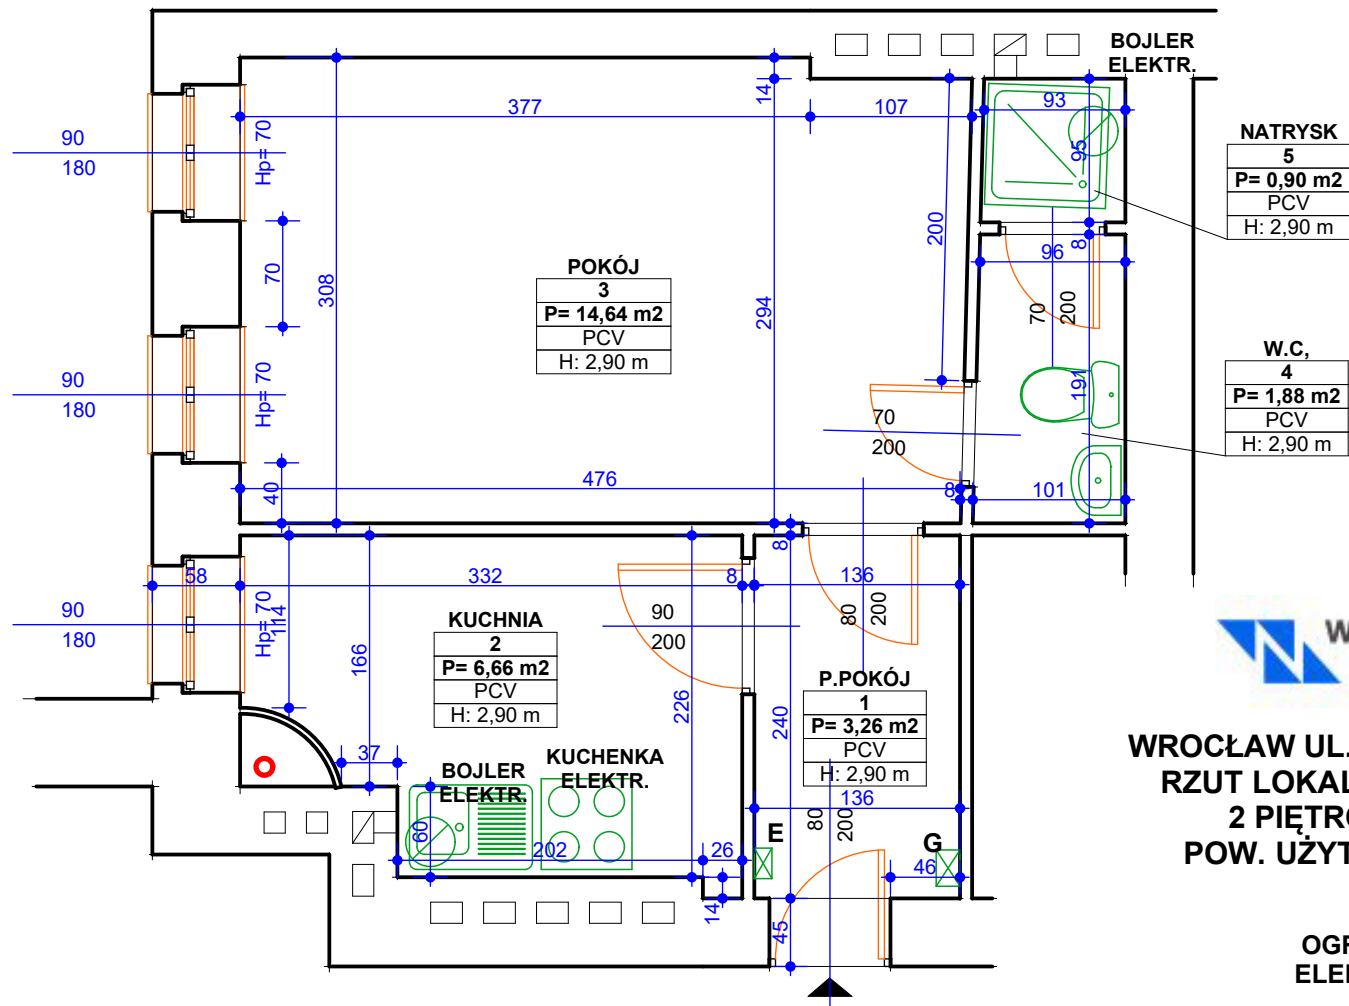 BOJLER
ELEKTR.
14
377
107
93
90
180
Hp= 70
95
NATRYSK
5
P= 0,90 m2
PCV
H: 2,90 m
200
8
96
70
308
POKÓJ
3
P= 14,64 m2
PCV
H: 2,90 m
294
70
200
W.C,
4
P= 1,88 m2
PCV
H: 2,90 m
90
180
Hp= 70
191
70
200
40
476
8
101
8
58
332
8
136
90
180
Hp= 70
114
KUCHNIA
2
P= 6,66 m2
PCV
H: 2,90 m
90
200
80
200
W
166
226
240
P.POKÓJ
1
P= 3,26 m2
PCV
H: 2,90 m
37
BOJLER
ELEKTR.
KUCHENKA
ELEKTR.
136
80
200
WROCŁAW UL.
RZUT LOKAL
2 PIĘTRO
POW. UŻYT
60
202
26
E
G
46
14
45
OGR
ELEK